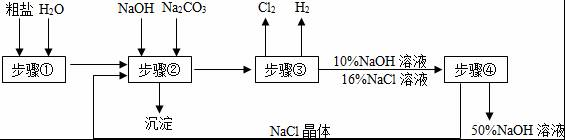 粗盐 H₂O NaOH Na₂CO₃ Cl₂ H₂
步骤① 步骤② 步骤③ 10%NaOH 溶液 步骤④
16%NaCl 溶液
沉淀
NaCl 晶体 50%NaOH 溶液